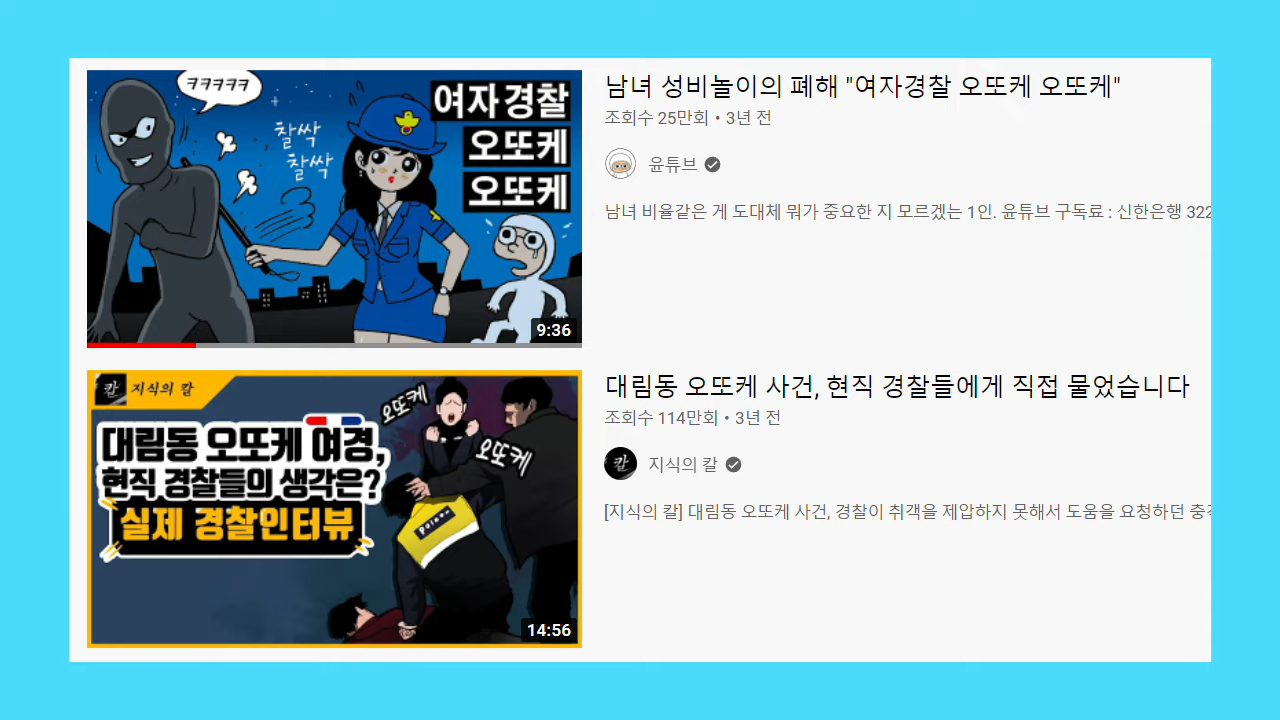 ㅋㅋㅋㅋㅋ
찰싹
찰싹
여자경찰
오또케
오또케
9:36
남녀 성비놀이의 폐해 "여자경찰 오또케 오또케"
조회수 25만회 • 3년 전
윤튜브
남녀 비율같은 게 도대체 뭐가 중요한 지 모르겠는 1인. 윤튜브 구독료 : 신한은행 322
칼 지식의 칼
오또케
오또케
대림동 오또케 여경,
현직 경찰들의 생각은?
실제 경찰인터뷰
14:56
대림동 오또케 사건, 현직 경찰들에게 직접 물었습니다
조회수 114만회 • 3년 전
칼 지식의 칼
[지식의 칼] 대림동 오또케 사건, 경찰이 취객을 제압하지 못해서 도움을 요청하던